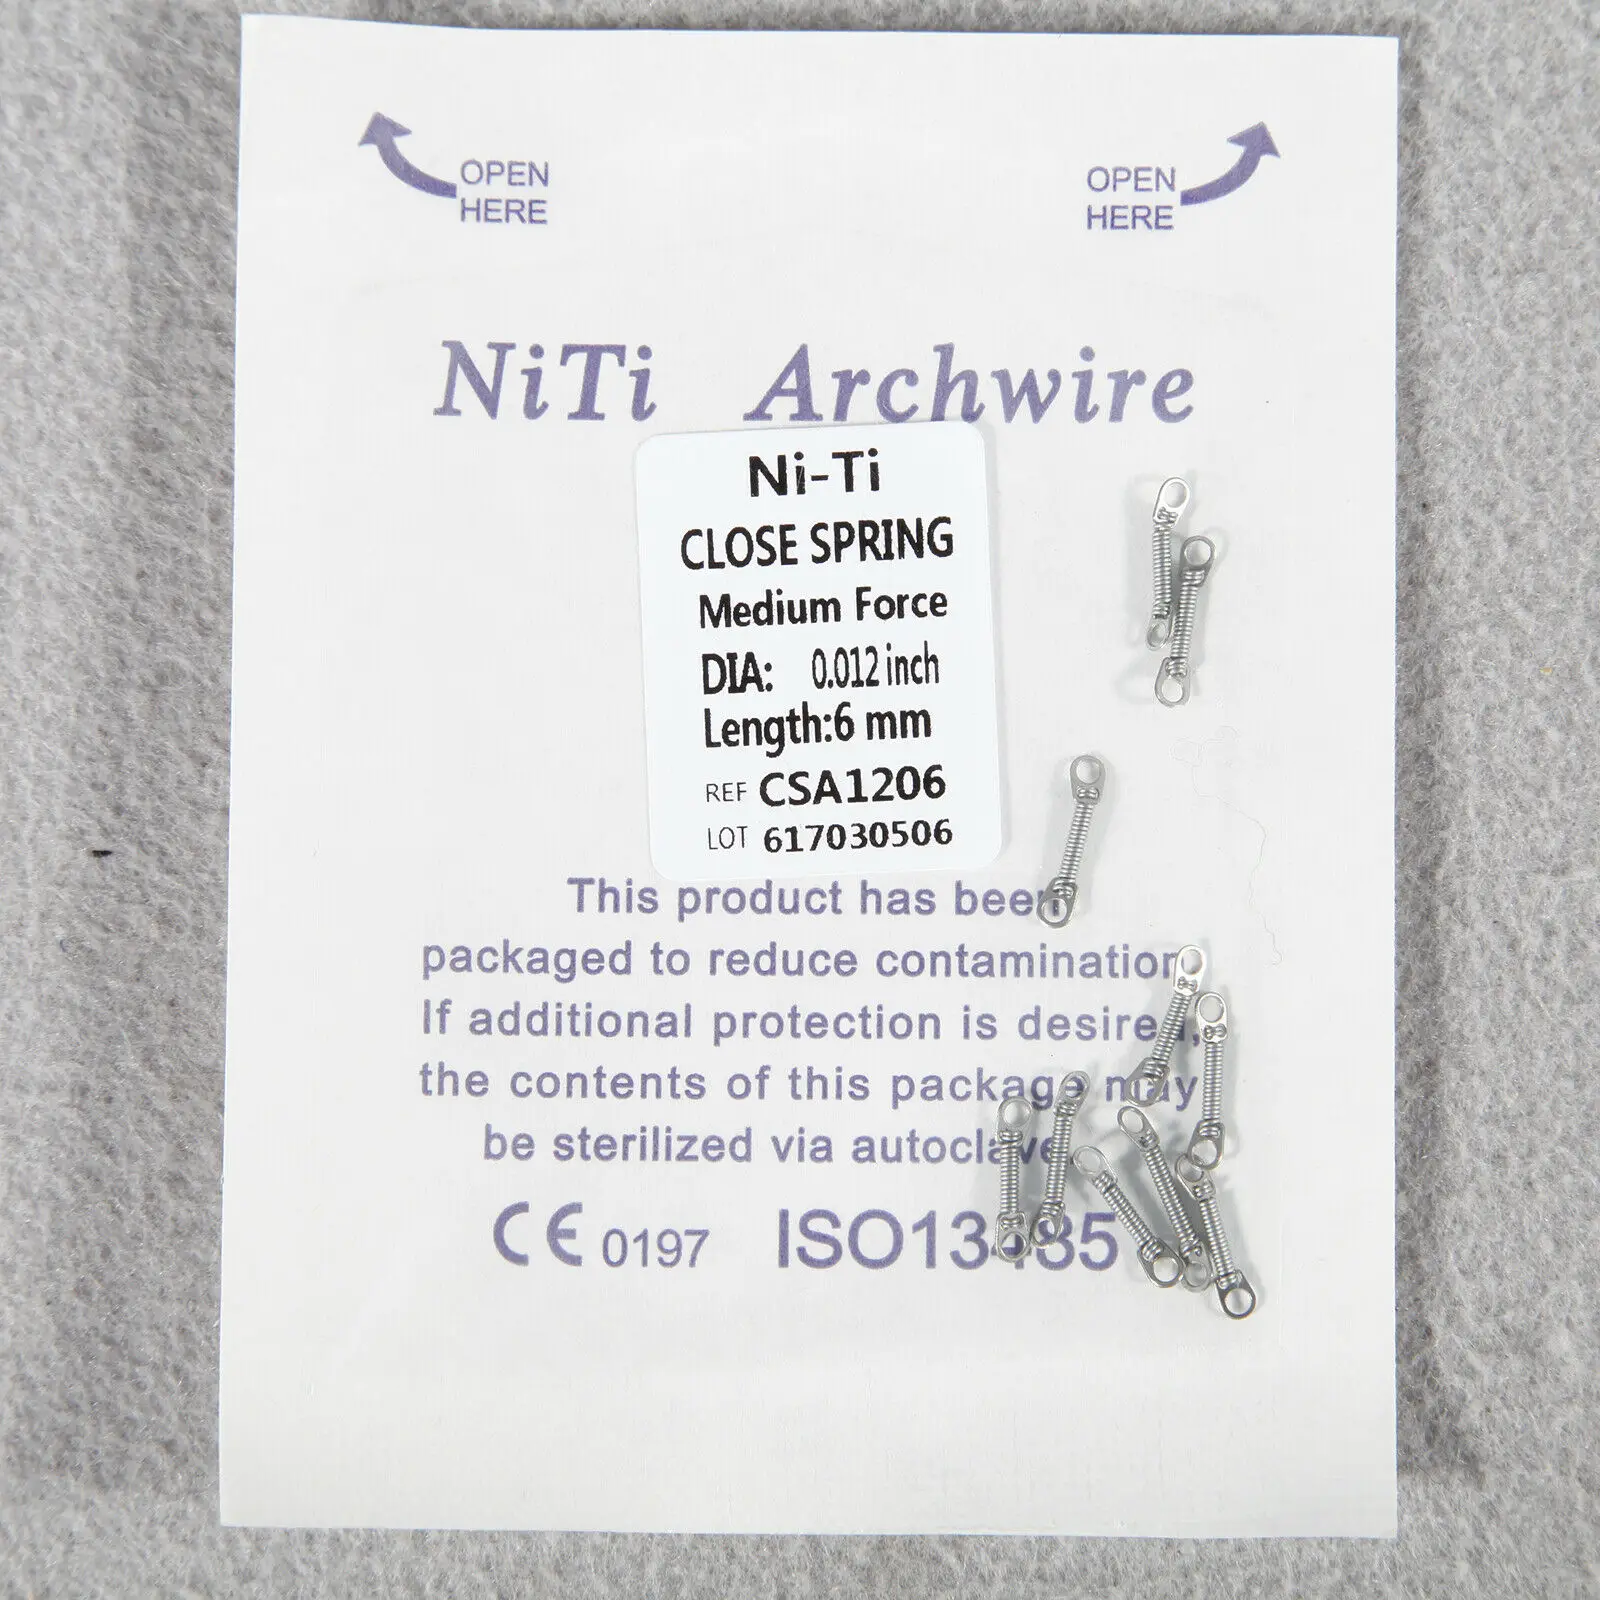 OPEN
HERE
OPEN
HERE
NiTi Archwire
Ni-Ti
CLOSE SPRING
Medium Force
DIA: 0.012 inch
Length:6 mm
REF CSA1206
LOT 617030506
This product has been
packaged to reduce contamination
If additional protection is desired,
the contents of this package may
be sterilized via autoclave
CE 0197 ISO13485